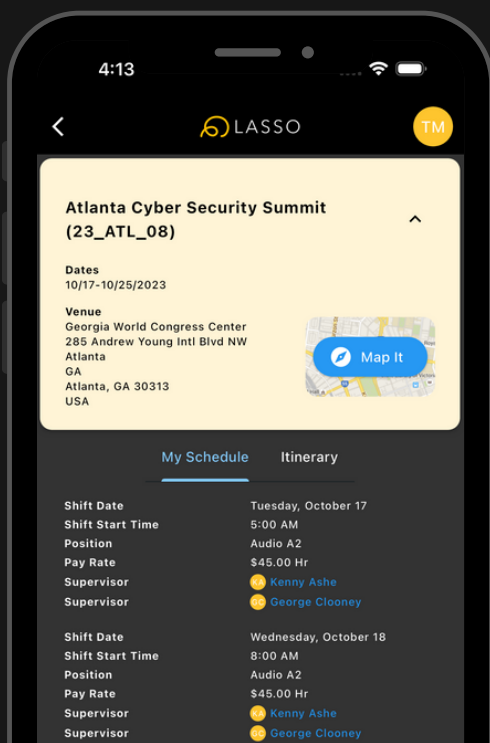 4:13
LASSO
TM
Atlanta Cyber Security Summit
(23_ATL_08)
Dates
10/17-10/25/2023
Venue
Georgia World Congress Center
285 Andrew Young Intl Blvd NW
Atlanta
GA
Atlanta, GA 30313
USA
Map It
My Schedule Itinerary
Shift Date Tuesday, October 17
Shift Start Time 5:00 AM
Position Audio A2
Pay Rate $45.00 Hr
Supervisor KA Kenny Ashe
Supervisor GC George Clooney
Shift Date Wednesday, October 18
Shift Start Time 8:00 AM
Position Audio A2
Pay Rate $45.00 Hr
Supervisor KA Kenny Ashe
Supervisor GC George Clooney